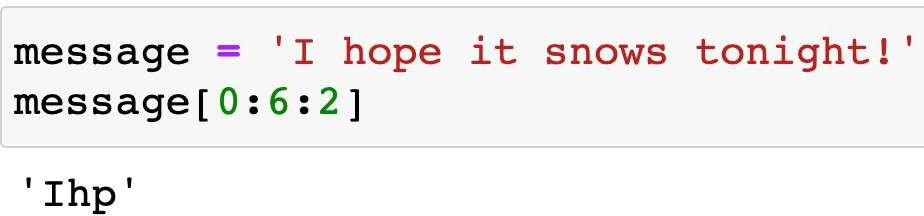 message = 'I hope it snows tonight!'
message[0:6:2]
'Ihp'